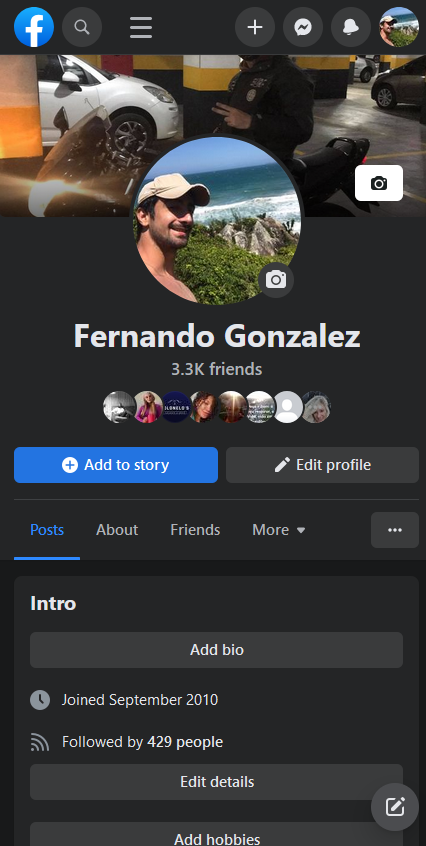 Fernando Gonzalez
3.3K friends
Add to story
Edit profile
Posts
About
Friends
More
Intro
Add bio
Joined September 2010
Followed by 429 people
Edit details
Add hobbies